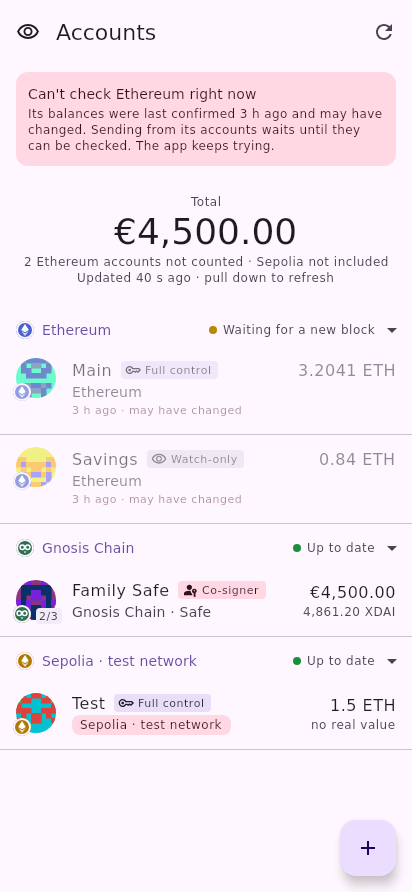 Accounts
Can't check Ethereum right now
Its balances were last confirmed 3 h ago and may have
changed. Sending from its accounts waits until they
can be checked. The app keeps trying.
Total
€4,500.00
2 Ethereum accounts not counted · Sepolia not included
Updated 40 s ago · pull down to refresh
Ethereum Waiting for a new block
Main Full control 3.2041 ETH
Ethereum
3 h ago · may have changed
Savings Watch-only 0.84 ETH
Ethereum
3 h ago · may have changed
Gnosis Chain Up to date
Family Safe Co-signer €4,500.00
2/3 Gnosis Chain · Safe 4,861.20 XDAI
Sepolia · test network Up to date
Test Full control 1.5 ETH
Sepolia · test network no real value